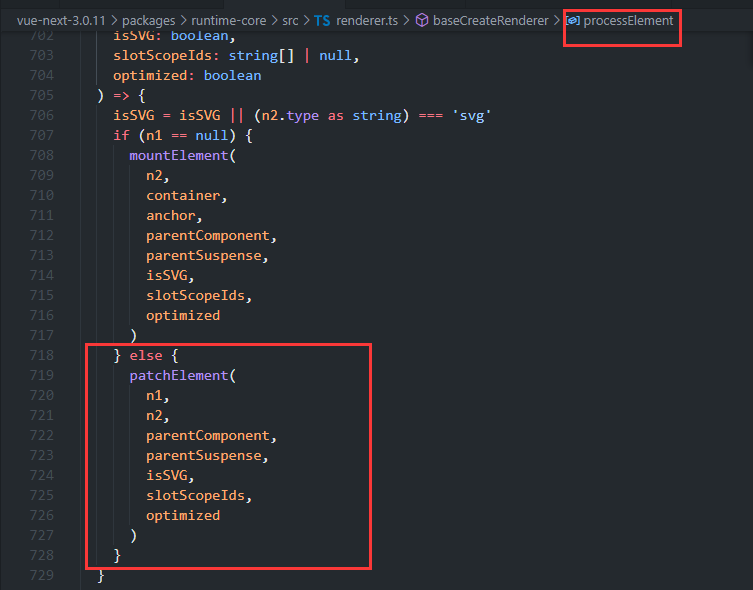 vue-next-3.0.11 > packages > runtime-core > src > TS renderer.ts > baseCreateRenderer > processElement
702 isSVG: boolean,
703 slotScopeIds: string[] | null,
704 optimized: boolean
705 ) => {
706 isSVG = isSVG || (n2.type as string) === 'svg'
707 if (n1 == null) {
708 mountElement(
709 n2,
710 container,
711 anchor,
712 parentComponent,
713 parentSuspense,
714 isSVG,
715 slotScopeIds,
716 optimized
717 )
718 } else {
719 patchElement(
720 n1,
721 n2,
722 parentComponent,
723 parentSuspense,
724 isSVG,
725 slotScopeIds,
726 optimized
727 )
728 }
729 }